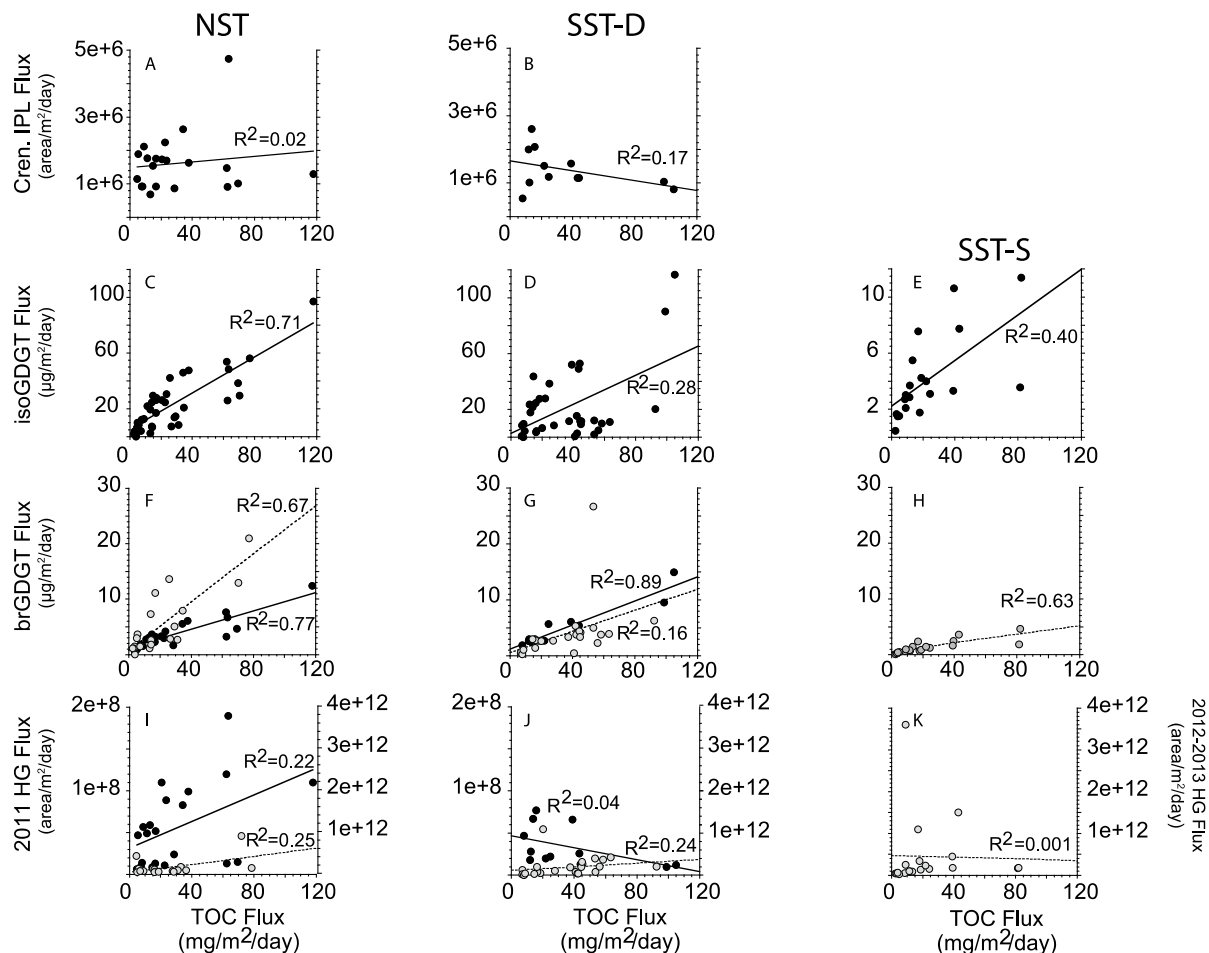 NST
SST-D
Cren. IPL Flux
(area/m²/day)
5e+6
3e+6
1e+6
A
R²=0.02
0 40 80 120
5e+6
3e+6
1e+6
B
R²=0.17
0 40 80 120
SST-S
isoGDGT Flux
(µg/m²/day)
100
60
20
C
R²=0.71
0 40 80 120
100
60
20
D
R²=0.28
0 40 80 120
10
6
2
E
R²=0.40
0 40 80 120
brGDGT Flux
(µg/m²/day)
30
20
10
F
R²=0.67
R²=0.77
0 40 80 120
30
20
10
G
R²=0.89
R²=0.16
0 40 80 120
30
20
10
H
R²=0.63
0 40 80 120
2011 HG Flux
(area/m²/day)
2e+8
1e+8
I
R²=0.22
R²=0.25
4e+12
3e+12
2e+12
1e+12
0 40 80 120
TOC Flux
(mg/m²/day)
2e+8
1e+8
J
R²=0.04
R²=0.24
4e+12
3e+12
2e+12
1e+12
0 40 80 120
TOC Flux
(mg/m²/day)
K
R²=0.001
4e+12
3e+12
2e+12
1e+12
0 40 80 120
TOC Flux
(mg/m²/day)
2012-2013 HG Flux
(area/m²/day)